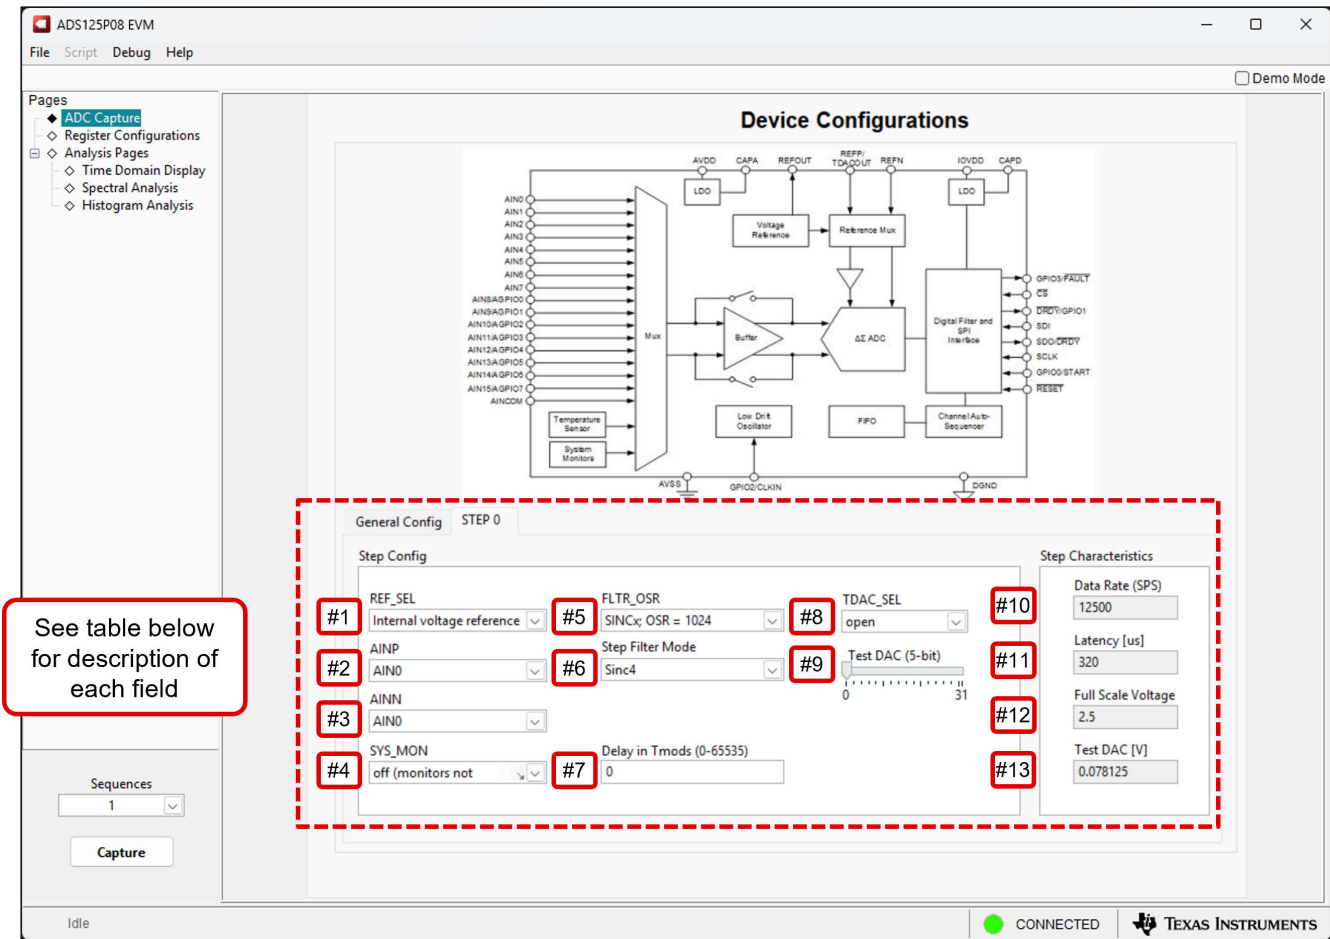 ADS125P08 EVM
File Script Debug Help
Demo Mode
Pages
ADC Capture
Register Configurations
Analysis Pages
Time Domain Display
Spectral Analysis
Histogram Analysis
Device Configurations
AVDD CAPA REFOUT REFP/TDACOUT REFN IOVDD CAPD
LDO
LDO
Voltage Reference
Reference Mux
AIN0
AIN1
AIN2
AIN3
AIN4
AIN5
AIN6
AIN7
AIN8/AGPIO0
AIN9/AGPIO1
AIN10/AGPIO2
AIN11/AGPIO3
AIN12/AGPIO4
AIN13/AGPIO5
AIN14/AGPIO6
AIN15/AGPIO7
AINCOM
Mux
Buffer
ΔΣ ADC
Digital Filter and SPI Interface
GPIO3/FAULT
CS
DRDY/GPIO1
SDI
SDO/DRDY
SCLK
GPIO0/START
RESET
Temperature Sensor
System Monitors
Low Drift Oscillator
FIFO
Channel Auto-Sequencer
AVSS
GPIO2/CLKIN
DGND
General Config STEP 0
Step Config
Step Characteristics
#1 REF_SEL
Internal voltage reference
#2 AINP
AIN0
#3 AINN
AIN0
#4 SYS_MON
off (monitors not
#5 FLTR_OSR
SINCx; OSR = 1024
#6 Step Filter Mode
Sinc4
#7 Delay in Tmods (0-65535)
0
#8 TDAC_SEL
open
#9 Test DAC (5-bit)
0 31
#10 Data Rate (SPS)
12500
#11 Latency [us]
320
#12 Full Scale Voltage
2.5
#13 Test DAC [V]
0.078125
See table below
for description of
each field
Sequences
1
Capture
Idle
CONNECTED
TEXAS INSTRUMENTS